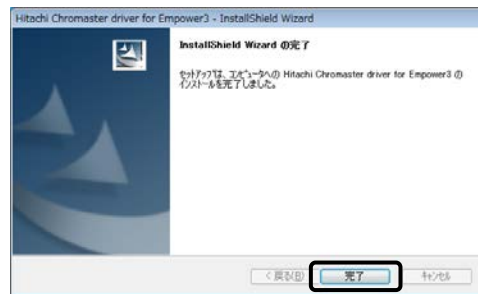 Hitachi Chromaster driver for Empower3 - InstallShield Wizard
InstallShield Wizard の完了
セットアップは、コンピュータへの Hitachi Chromaster driver for Empower3 の
インストールを完了しました。
< 戻る(B)
完了
キャンセル